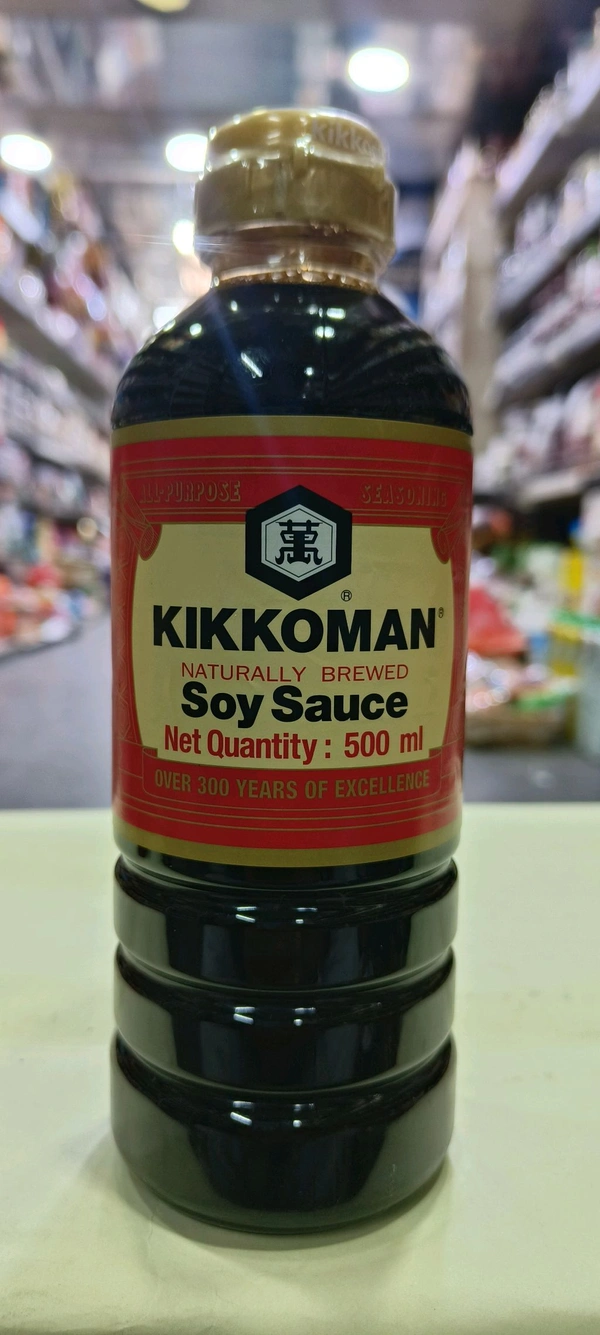 Kikkoman
ALL-PURPOSE SEASONING
萬
®
KIKKOMAN®
NATURALLY BREWED
Soy Sauce
Net Quantity : 500 ml
OVER 300 YEARS OF EXCELLENCE